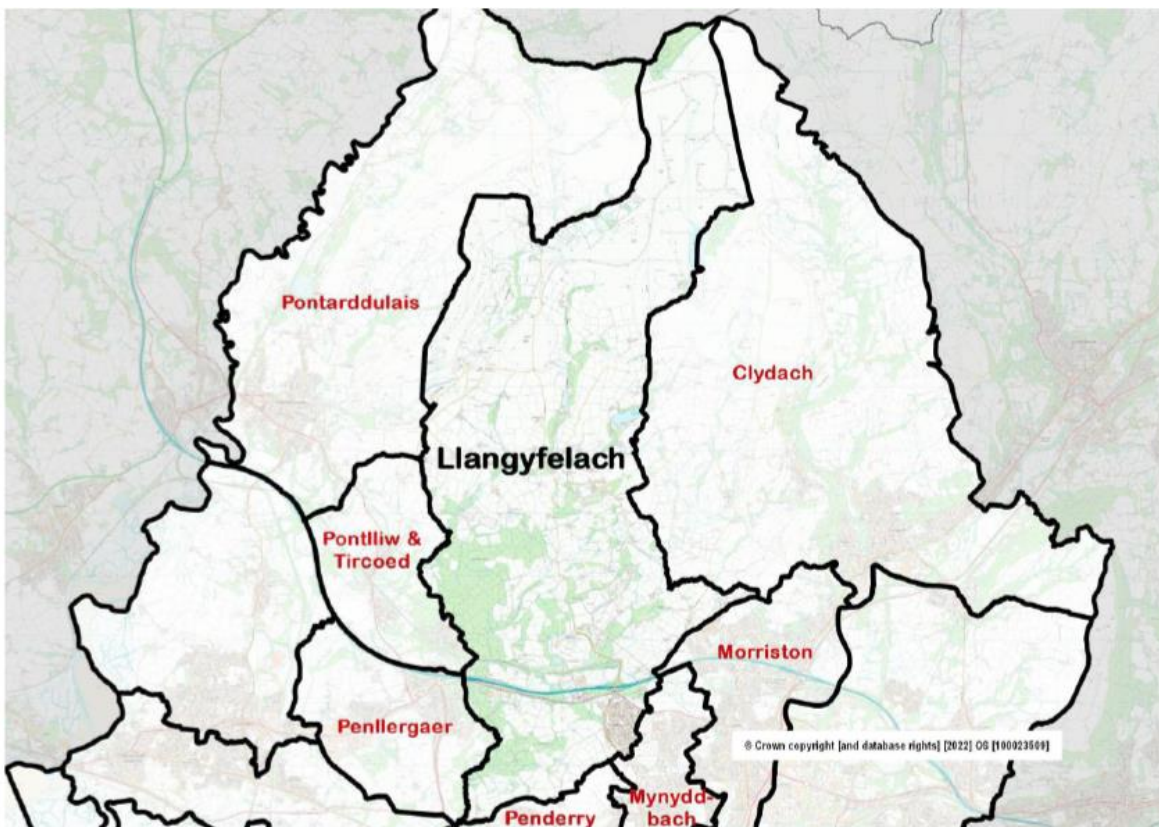 Pontarddulais
Clydach
Llangyfelach
Pontlliw &
Tircoed
Morriston
Penllergaer
© Crown copyright [and database rights] [2022] OS [100023509]
Mynydd-
bach
Penderry